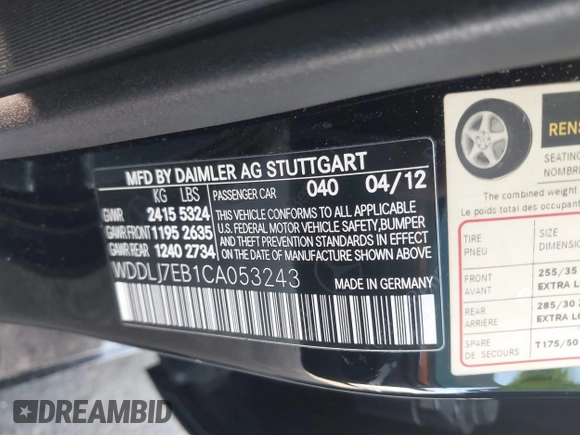 MFD BY DAIMLER AG STUTTGART
KG LBS PASSENGER CAR 040 04/12
GWR 2415 5324
GAWR FRONT 1195 2635
GAWR REAR 1240 2734
THIS VEHICLE CONFORMS TO ALL APPLICABLE
U.S. FEDERAL MOTOR VEHICLE SAFETY,BUMPER
AND THEFT PREVENTION STANDARDS IN EFFECT
ON THE DATE OF MANUFACTURE SHOWN ABOVE.
WDDLJ7EB1CA053243 MADE IN GERMANY
RENS
SEATING
NOMBRE
The combined weight
Le poids total des occupant
TIRE
PNEU
SIZE
DIMENSION
FRONT
AVANT
255/35
EXTRA LO
REAR
ARRIÈRE
285/30
EXTRA LO
SPARE
DE SECOURS
T175/50
DREAMBID